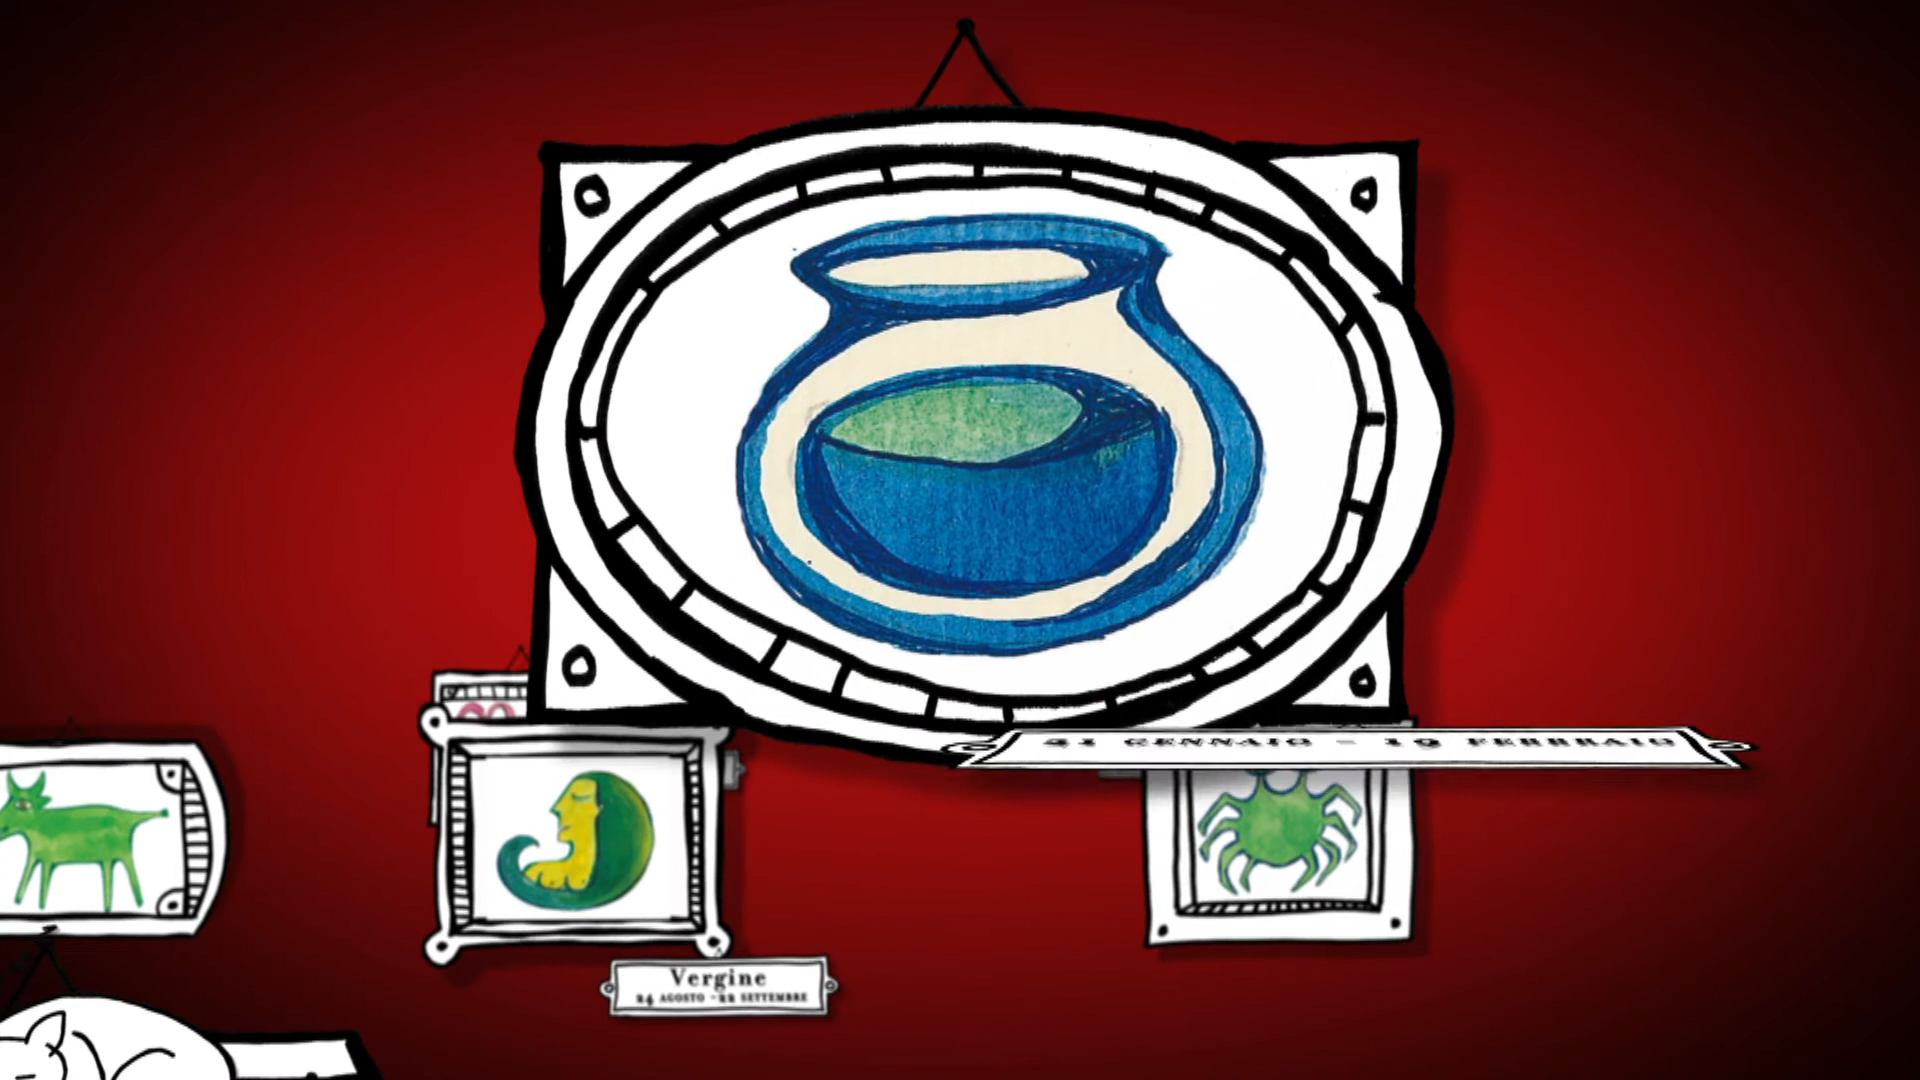 21 GENNAIO - 19 FEBBRAIO
Vergine
24 AGOSTO - 22 SETTEMBRE